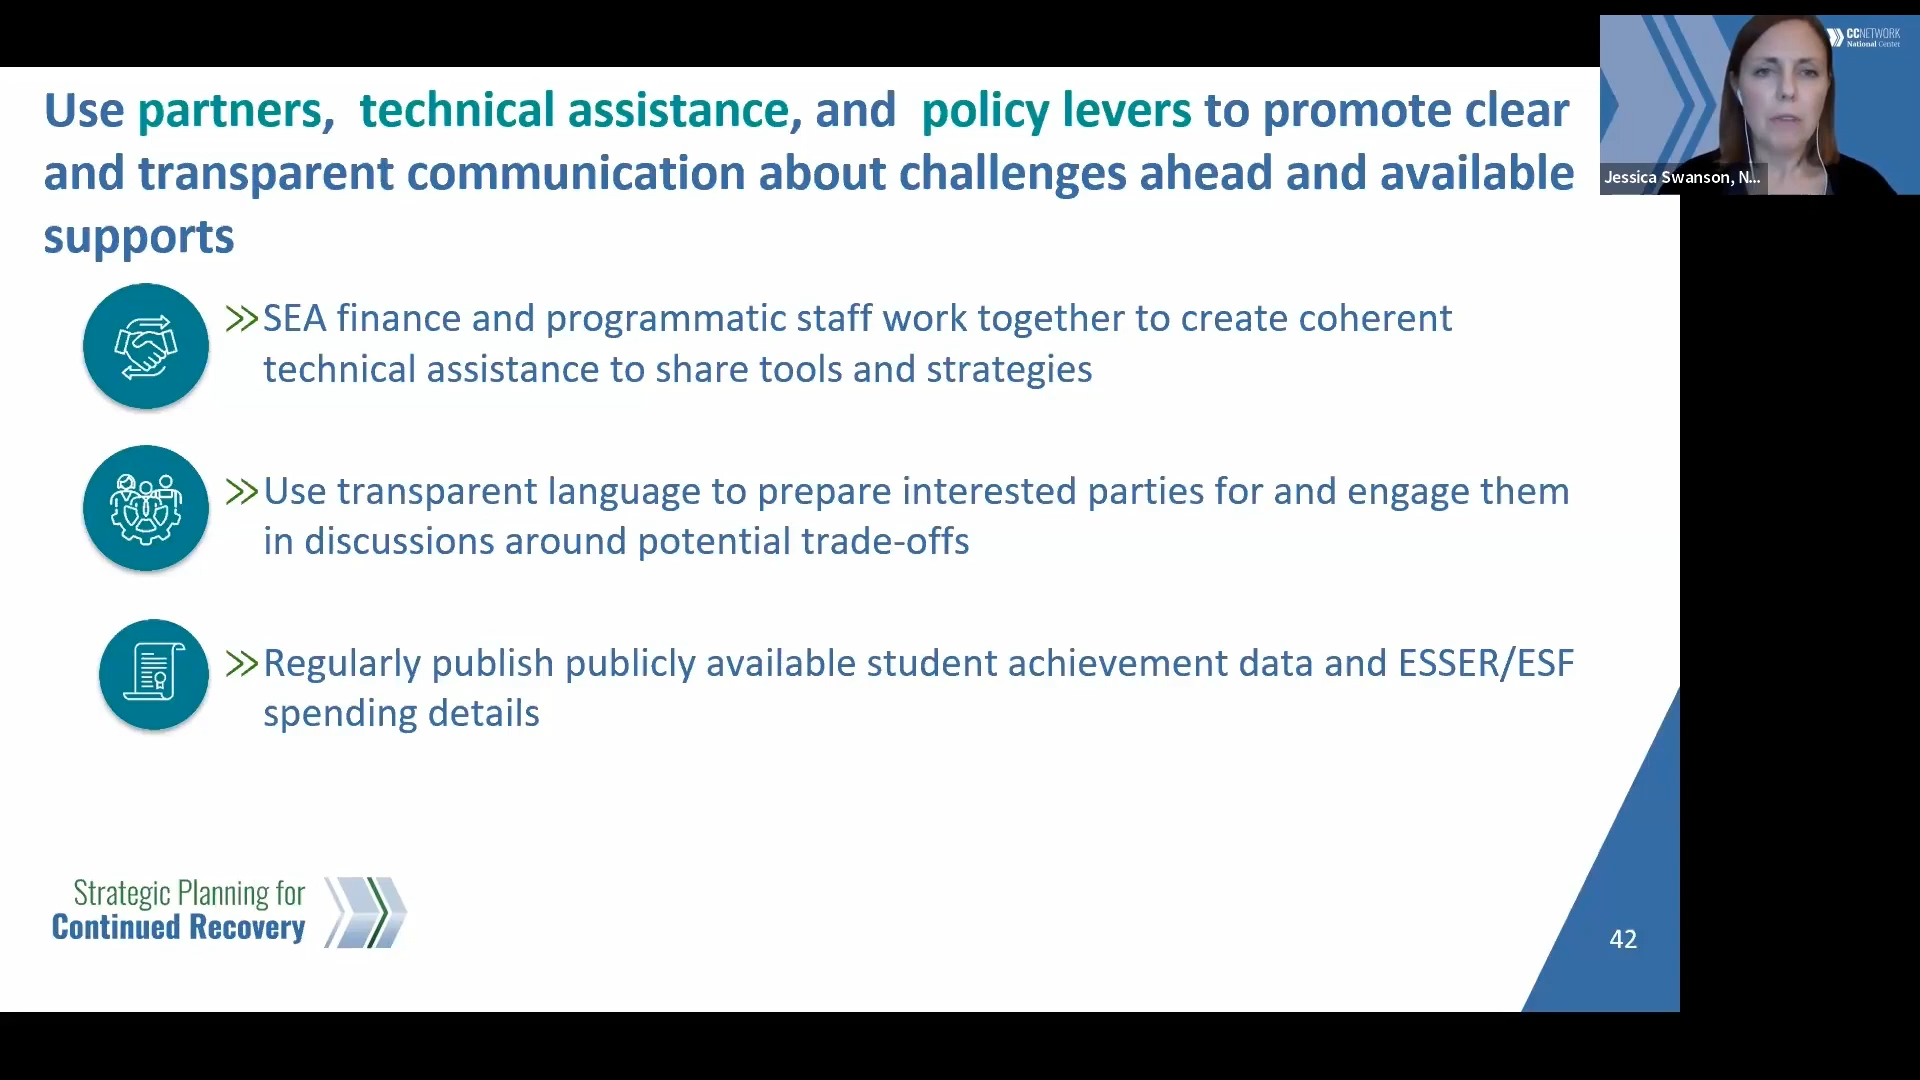 Use partners, technical assistance, and policy levers to promote clear
and transparent communication about challenges ahead and available
supports
SEA finance and programmatic staff work together to create coherent
technical assistance to share tools and strategies
Use transparent language to prepare interested parties for and engage them
in discussions around potential trade-offs
Regularly publish publicly available student achievement data and ESSER/ESF
spending details
Strategic Planning for
Continued Recovery
42
CCNETWORK
National Center
Jessica Swanson, N...